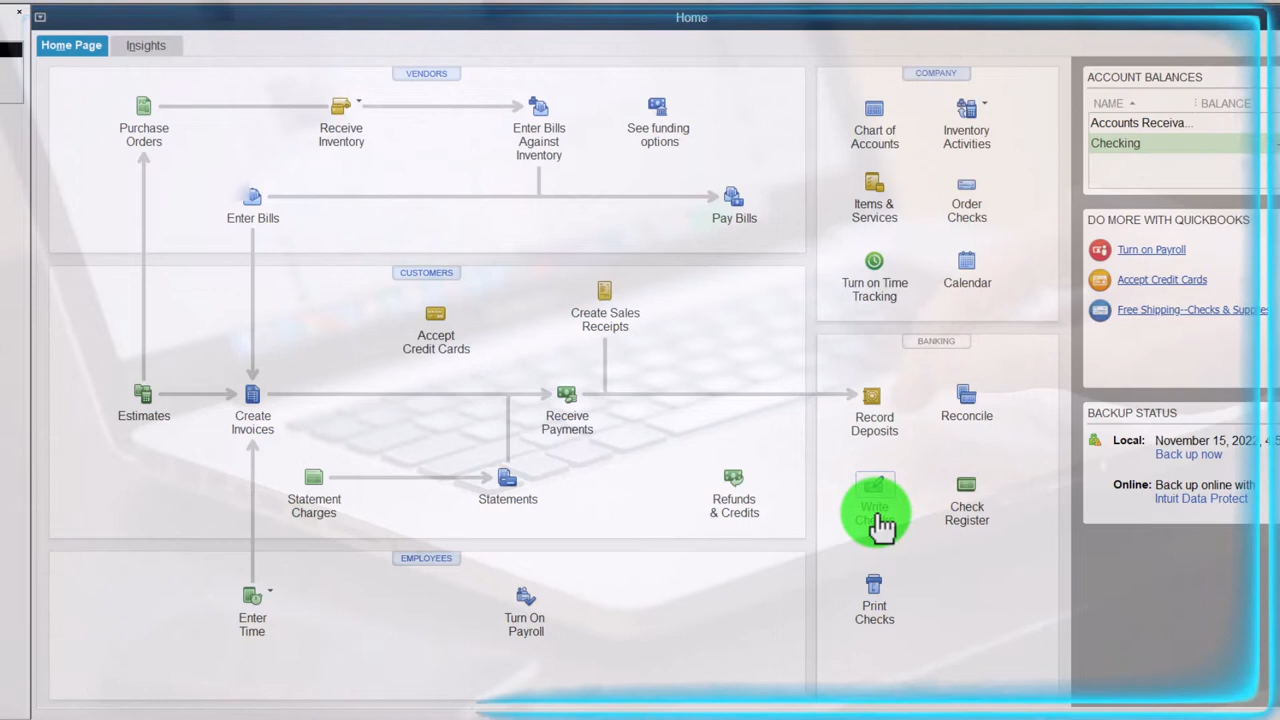 Home
Home Page
Insights
VENDORS
Purchase
Orders
Receive
Inventory
Enter Bills
Against
Inventory
See funding
options
Enter Bills
Pay Bills
CUSTOMERS
Accept
Credit Cards
Create Sales
Receipts
Estimates
Create
Invoices
Receive
Payments
Statement
Charges
Statements
Refunds
& Credits
EMPLOYEES
Enter
Time
Turn On
Payroll
COMPANY
Chart of
Accounts
Inventory
Activities
Items &
Services
Order
Checks
Turn on Time
Tracking
Calendar
BANKING
Record
Deposits
Reconcile
Write
Check
Register
Print
Checks
ACCOUNT BALANCES
NAME
BALANCE
Accounts Receiva...
Checking
DO MORE WITH QUICKBOOKS
Turn on Payroll
Accept Credit Cards
Free Shipping--Checks & Supplies
BACKUP STATUS
Local: November 15, 2022, 4:5
Back up now
Online: Back up online with
Intuit Data Protect